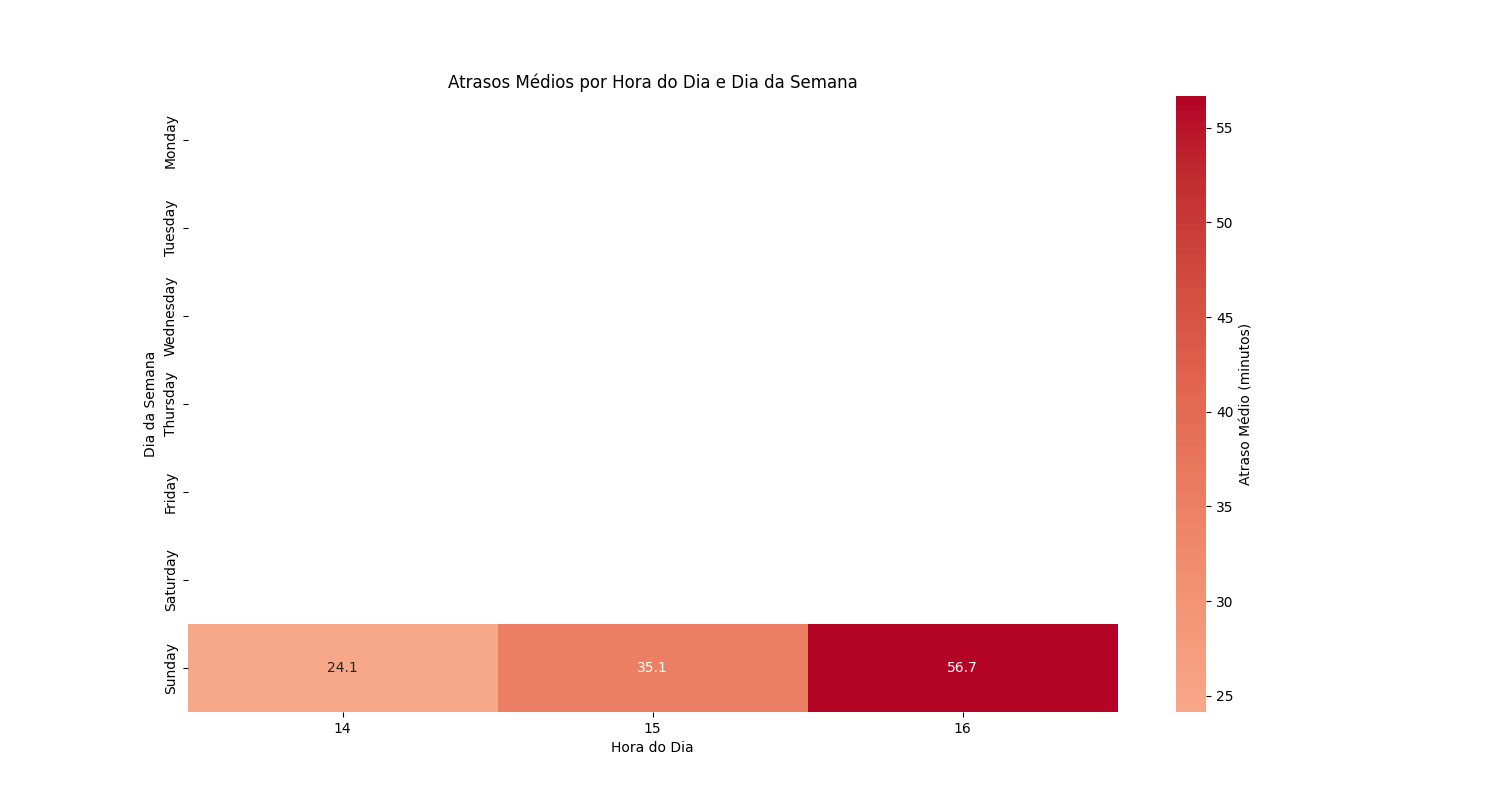 Atrasos Médios por Hora do Dia e Dia da Semana
Dia da Semana
Monday
Tuesday
Wednesday
Thursday
Friday
Saturday
Sunday
24.1 35.1 56.7
14 15 16
Hora do Dia
55
50
45
40
35
30
25
Atraso Médio (minutos)